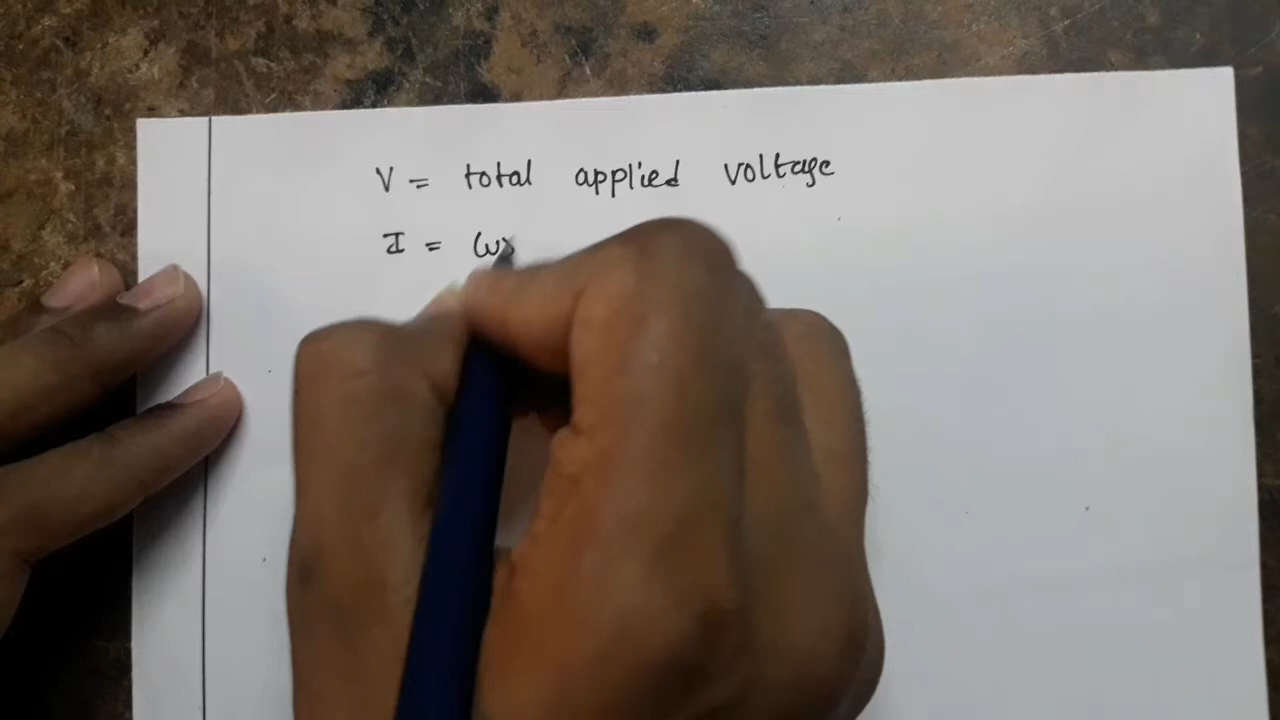 V = total applied voltage
I =